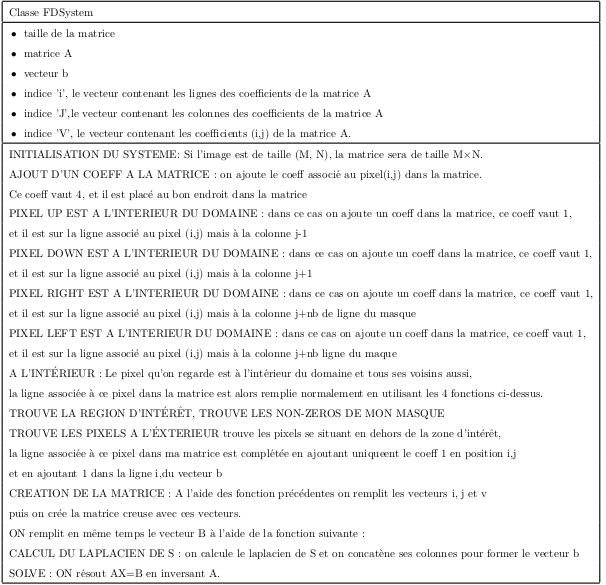 Classe FDSystem
• taille de la matrice
• matrice A
• vecteur b
• indice 'i', le vecteur contenant les lignes des coefficients de la matrice A
• indice 'J',le vecteur contenant les colonnes des coefficients de la matrice A
• indice 'V', le vecteur contenant les coefficients (i,j) de la matrice A.
INITIALISATION DU SYSTEME: Si l'image est de taille (M, N), la matrice sera de taille M×N.
AJOUT D'UN COEFF A LA MATRICE : on ajoute le coeff associé au pixel(i,j) dans la matrice.
Ce coeff vaut 4, et il est placé au bon endroit dans la matrice
PIXEL UP EST A L'INTERIEUR DU DOMAINE : dans ce cas on ajoute un coeff dans la matrice, ce coeff vaut 1,
et il est sur la ligne associé au pixel (i,j) mais à la colonne j-1
PIXEL DOWN EST A L'INTERIEUR DU DOMAINE : dans ce cas on ajoute un coeff dans la matrice, ce coeff vaut 1,
et il est sur la ligne associé au pixel (i,j) mais à la colonne j+1
PIXEL RIGHT EST A L'INTERIEUR DU DOMAINE : dans ce cas on ajoute un coeff dans la matrice, ce coeff vaut 1,
et il est sur la ligne associé au pixel (i,j) mais à la colonne j+nb de ligne du masque
PIXEL LEFT EST A L'INTERIEUR DU DOMAINE : dans ce cas on ajoute un coeff dans la matrice, ce coeff vaut 1,
et il est sur la ligne associé au pixel (i,j) mais à la colonne j+nb ligne du maque
A L'INTÉRIEUR : Le pixel qu'on regarde est à l'intérieur du domaine et tous ses voisins aussi,
la ligne associée à ce pixel dans la matrice est alors remplie normalement en utilisant les 4 fonctions ci-dessus.
TROUVE LA REGION D'INTÉRÊT, TROUVE LES NON-ZEROS DE MON MASQUE
TROUVE LES PIXELS A L'ÉXTERIEUR trouve les pixels se situant en dehors de la zone d'intérêt,
la ligne associée à ce pixel dans ma matrice est complétée en ajoutant uniqueent le coeff 1 en position i,j
et en ajoutant 1 dans la ligne i,du vecteur b
CREATION DE LA MATRICE : A l'aide des fonction précédentes on remplit les vecteurs i, j et v
puis on crée la matrice creuse avec ces vecteurs.
ON remplit en même temps le vecteur B à l'aide de la fonction suivante :
CALCUL DU LAPLACIEN DE S : on calcule le laplacien de S et on concatène ses colonnes pour former le vecteur b
SOLVE : ON résout AX=B en inversant A.